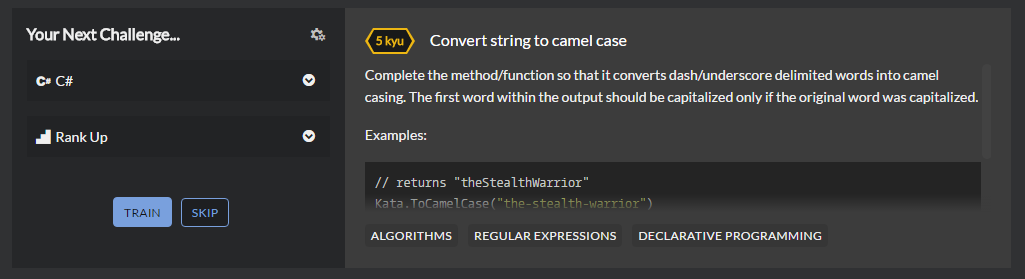 Your Next Challenge...
C# C#
Rank Up
TRAIN SKIP
5 kyu Convert string to camel case
Complete the method/function so that it converts dash/underscore delimited words into camel
casing. The first word within the output should be capitalized only if the original word was capitalized.
Examples:
// returns "theStealthWarrior"
Kata.ToCamelCase("the-stealth-warrior")
ALGORITHMS REGULAR EXPRESSIONS DECLARATIVE PROGRAMMING